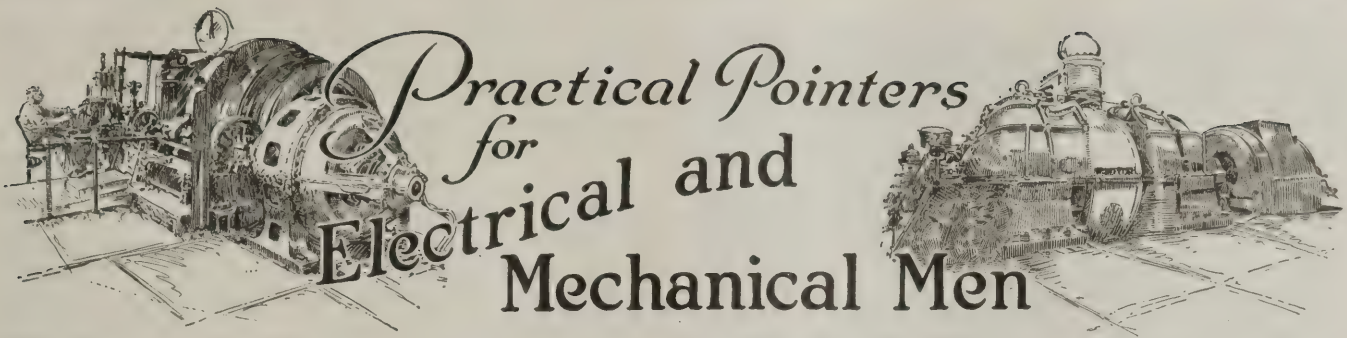 Practical Pointers
for
Electrical and
Mechanical Men